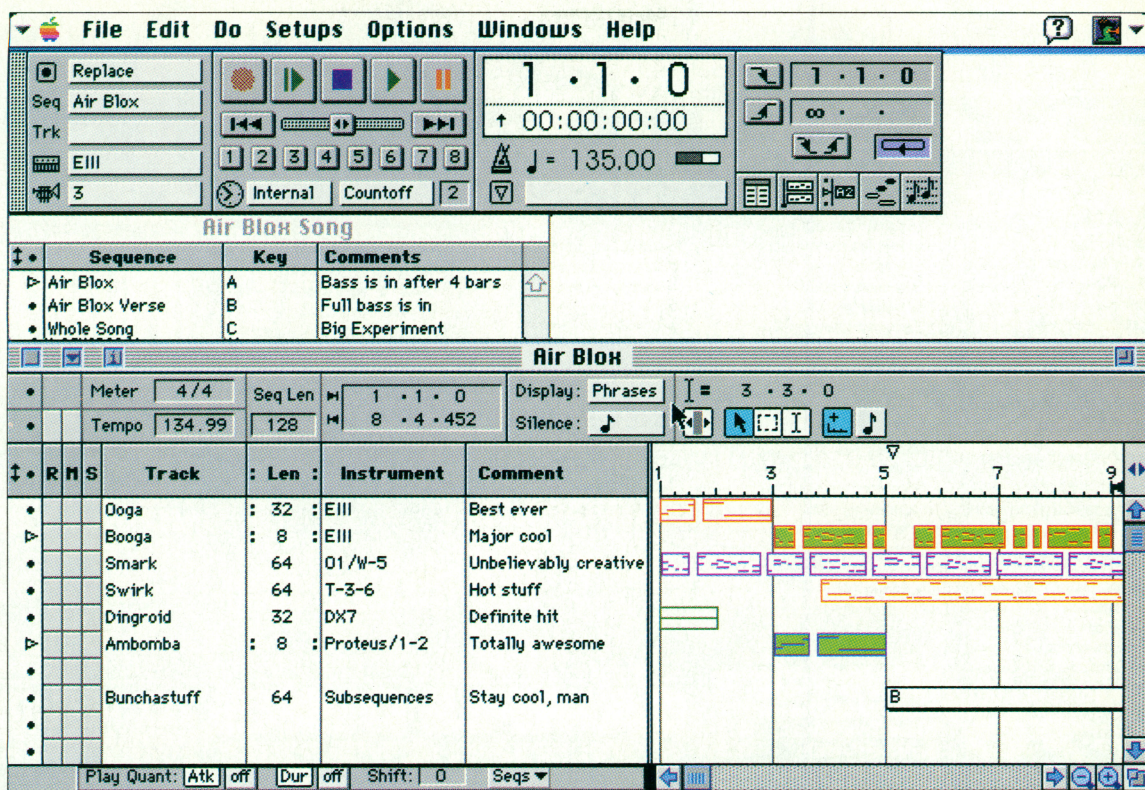 File Edit Do Setups Options Windows Help
Replace
Seq Air Blox
Trk
EIII
3
1 2 3 4 5 6 7 8
Internal Countoff 2
1 · 1 · 0
00:00:00:00
= 135.00
1 · 1 · 0
∞ · ·
Air Blox Song
Sequence Key Comments
Air Blox A Bass is in after 4 bars
Air Blox Verse B Full bass is in
Whole Song C Big Experiment
Air Blox
Meter 4/4 Seq Len 1 · 1 · 0 Display: Phrases = 3 · 3 · 0
Tempo 134.99 128 8 · 4 · 452 Silence:
R M S Track : Len : Instrument Comment 1 3 5 7 9
Ooga : 32 : EIII Best ever
Booga : 8 : EIII Major cool
Smark 64 01/W-5 Unbelievably creative
Swirk 64 T-3-6 Hot stuff
Dingroid 32 DX7 Definite hit
Ambomba : 8 : Proteus/1-2 Totally awesome
Bunchastuff 64 Subsequences Stay cool, man B
Play Quant: Atk off Dur off Shift: 0 Seqs